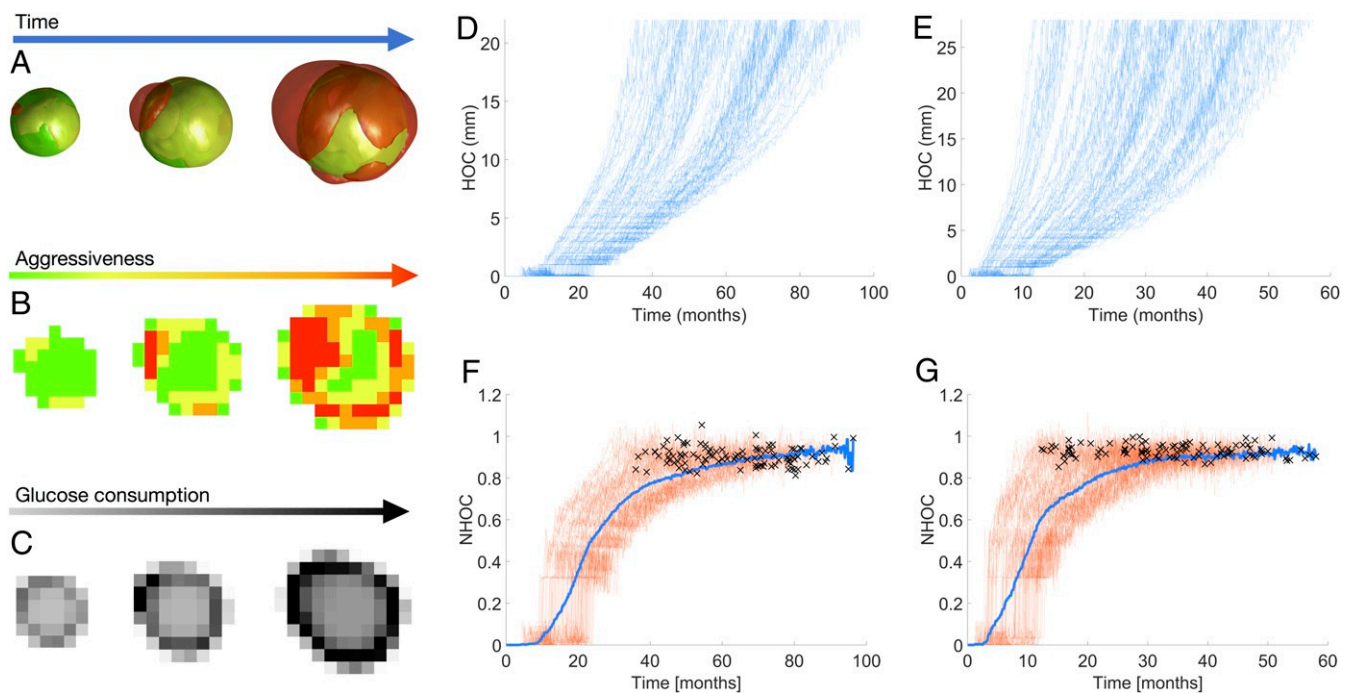 Time
A
Aggressiveness
B
Glucose consumption
C
D
HOC (mm)
20
15
10
5
0
0 20 40 60 80 100
Time (months)
E
HOC (mm)
25
20
15
10
5
0
0 10 20 30 40 50 60
Time (months)
F
NHOC
1.2
1
0.8
0.6
0.4
0.2
0
0 20 40 60 80 100
Time [months]
G
NHOC
1.2
1
0.8
0.6
0.4
0.2
0
0 10 20 30 40 50 60
Time [months]